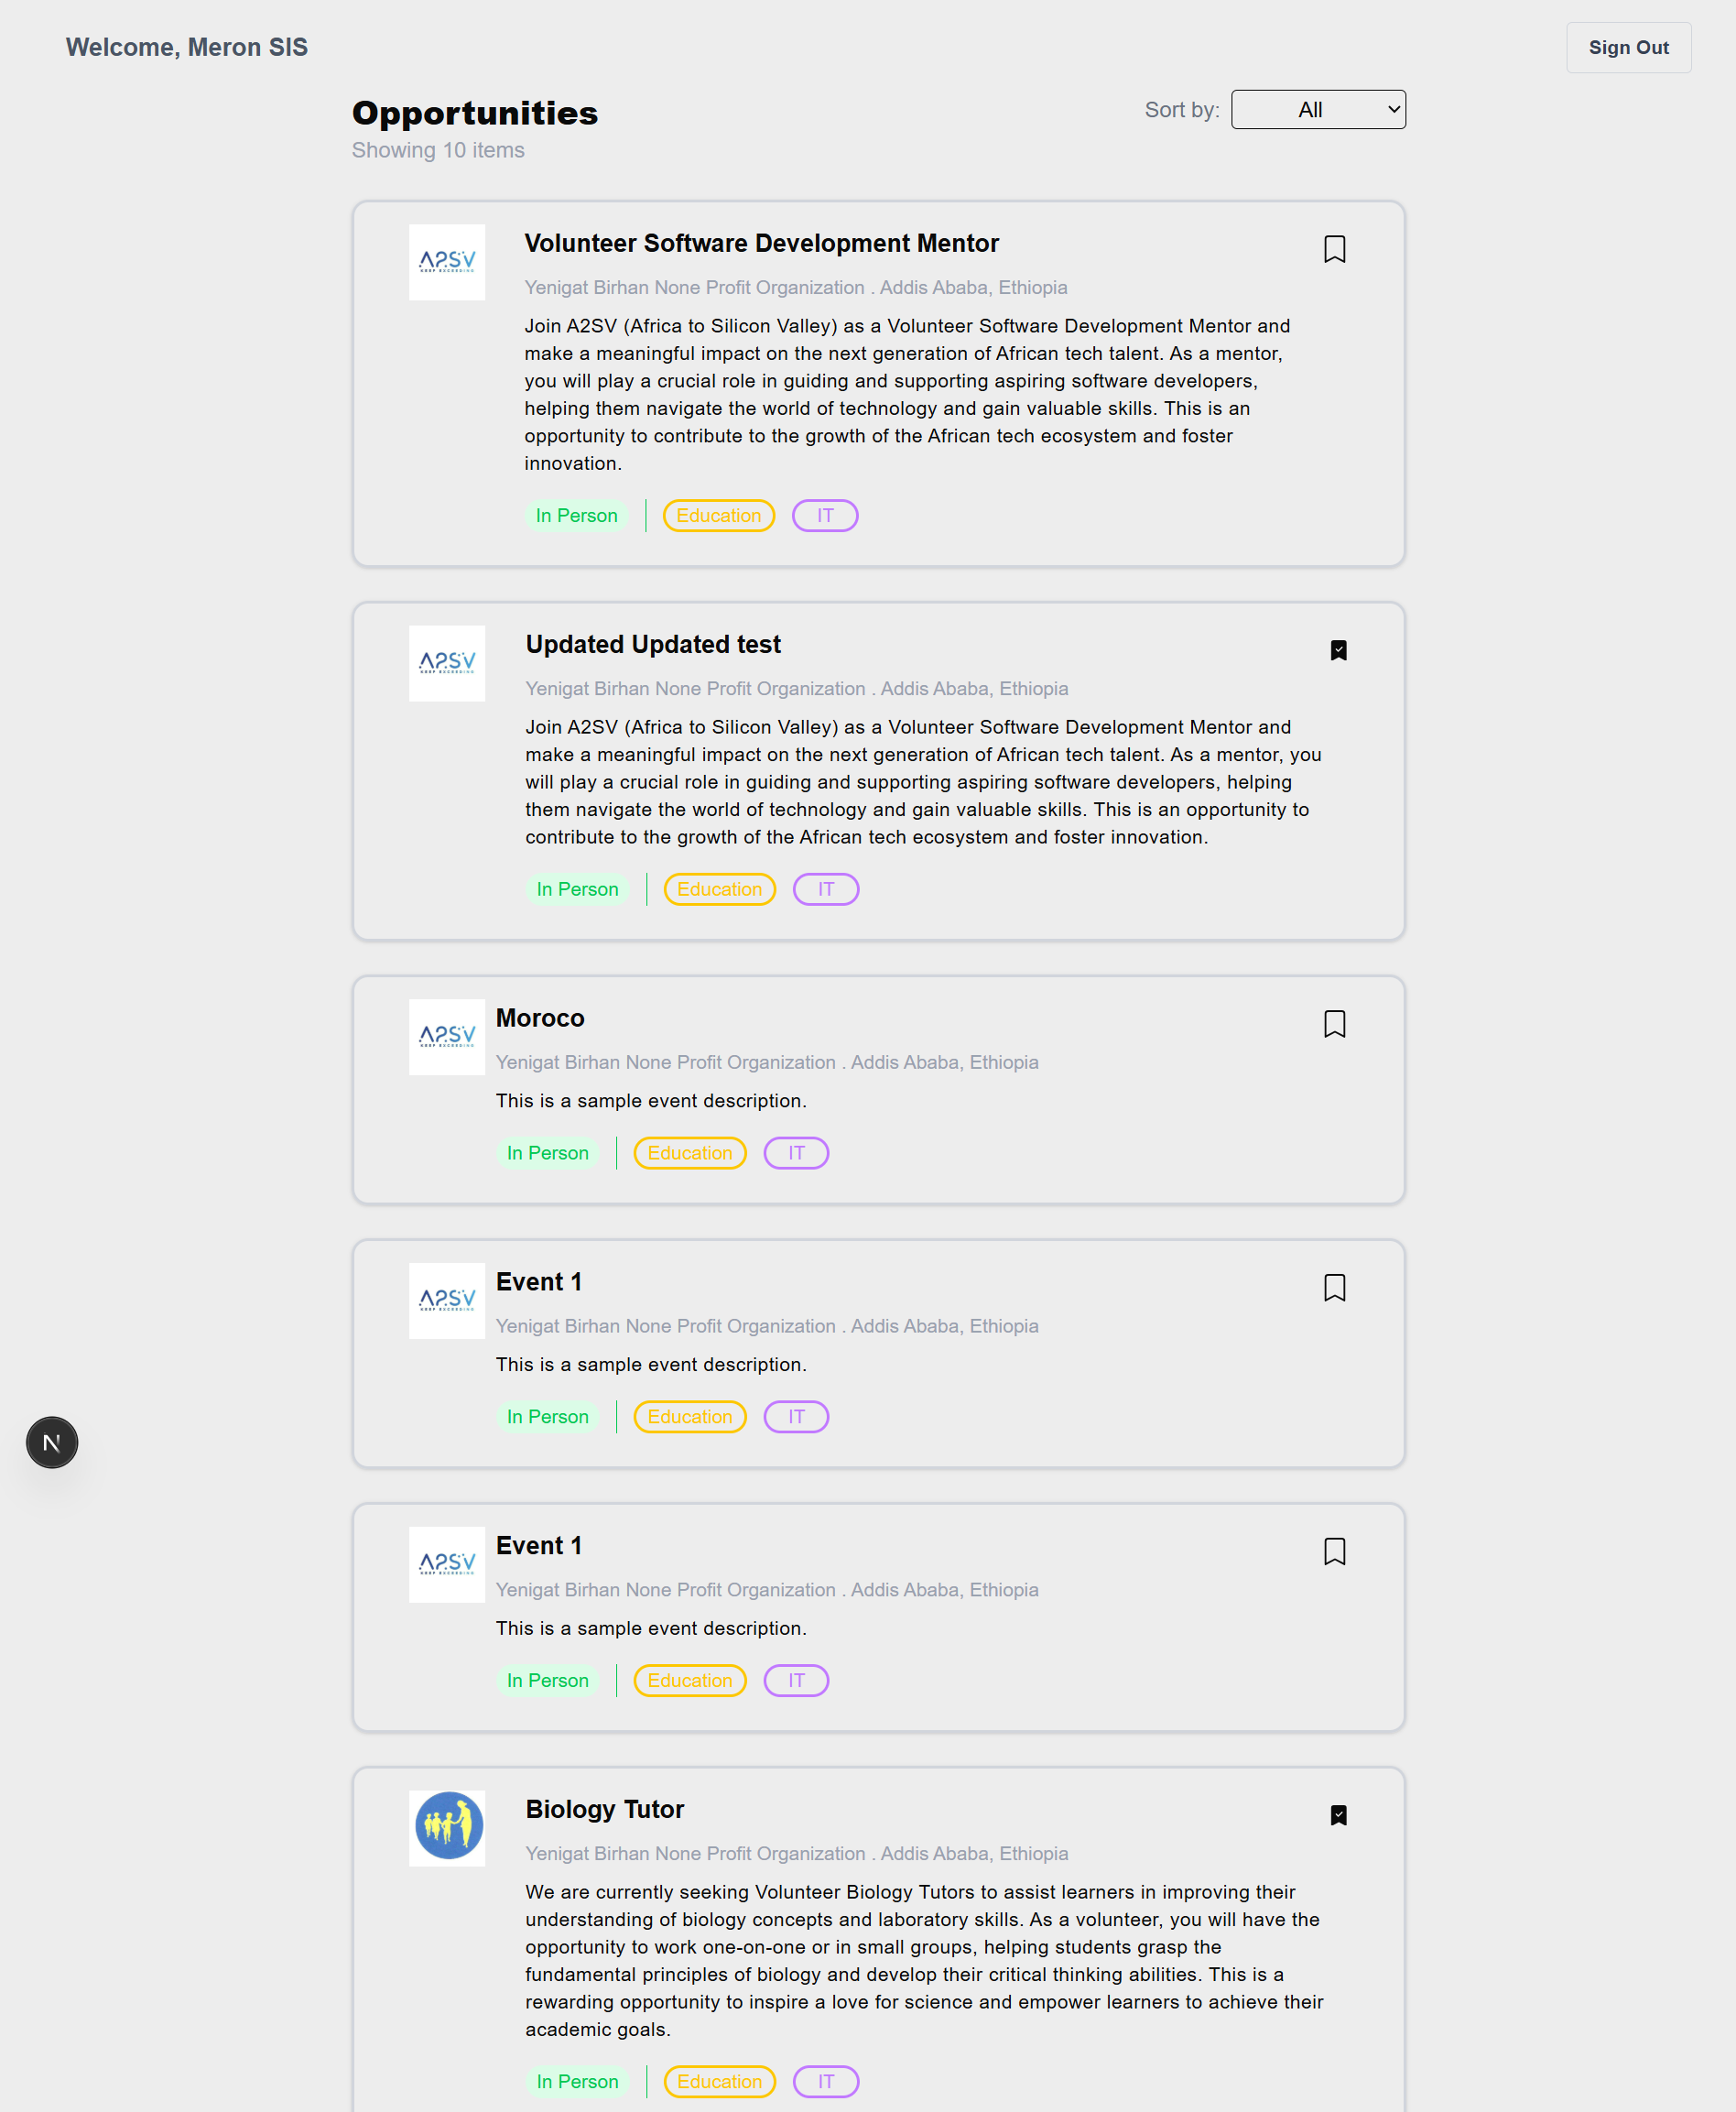 Welcome, Meron SIS
Sign Out
Opportunities
Sort by:
All
Showing 10 items
A2SV
KEEP EXCEEDING
Volunteer Software Development Mentor
Yenigat Birhan None Profit Organization . Addis Ababa, Ethiopia
Join A2SV (Africa to Silicon Valley) as a Volunteer Software Development Mentor and
make a meaningful impact on the next generation of African tech talent. As a mentor,
you will play a crucial role in guiding and supporting aspiring software developers,
helping them navigate the world of technology and gain valuable skills. This is an
opportunity to contribute to the growth of the African tech ecosystem and foster
innovation.
In Person
Education
IT
A2SV
KEEP EXCEEDING
Updated Updated test
Yenigat Birhan None Profit Organization . Addis Ababa, Ethiopia
Join A2SV (Africa to Silicon Valley) as a Volunteer Software Development Mentor and
make a meaningful impact on the next generation of African tech talent. As a mentor, you
will play a crucial role in guiding and supporting aspiring software developers, helping
them navigate the world of technology and gain valuable skills. This is an opportunity to
contribute to the growth of the African tech ecosystem and foster innovation.
In Person
Education
IT
A2SV
KEEP EXCEEDING
Moroco
Yenigat Birhan None Profit Organization . Addis Ababa, Ethiopia
This is a sample event description.
In Person
Education
IT
A2SV
KEEP EXCEEDING
Event 1
Yenigat Birhan None Profit Organization . Addis Ababa, Ethiopia
This is a sample event description.
In Person
Education
IT
N
A2SV
KEEP EXCEEDING
Event 1
Yenigat Birhan None Profit Organization . Addis Ababa, Ethiopia
This is a sample event description.
In Person
Education
IT
Biology Tutor
Yenigat Birhan None Profit Organization . Addis Ababa, Ethiopia
We are currently seeking Volunteer Biology Tutors to assist learners in improving their
understanding of biology concepts and laboratory skills. As a volunteer, you will have the
opportunity to work one-on-one or in small groups, helping students grasp the
fundamental principles of biology and develop their critical thinking abilities. This is a
rewarding opportunity to inspire a love for science and empower learners to achieve their
academic goals.
In Person
Education
IT